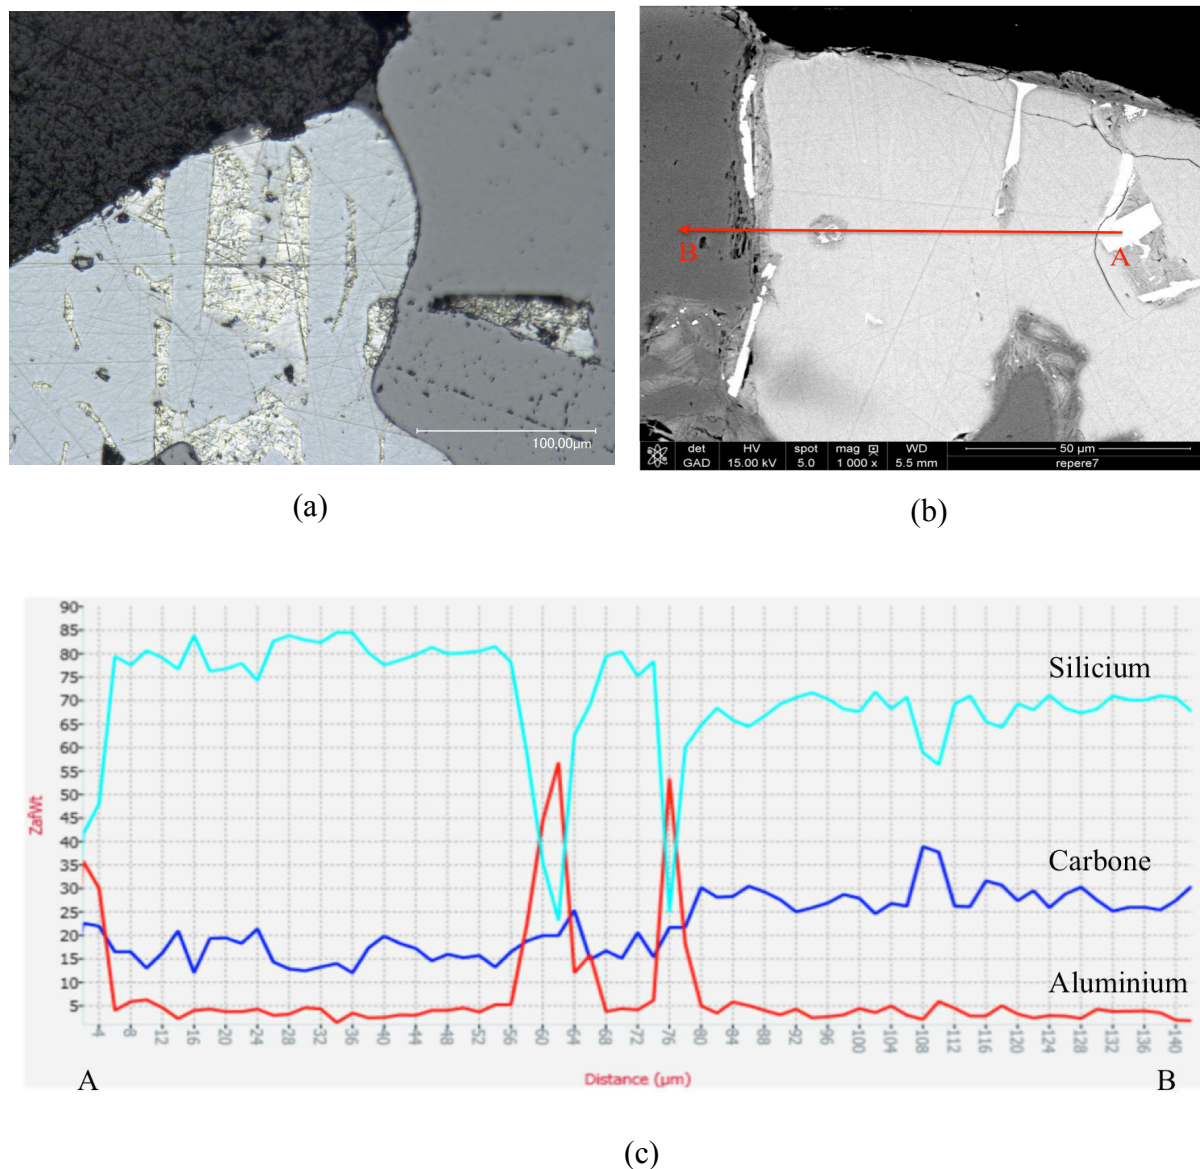 100,00µm
B
A
det HV spot mag WD 50 µm
GAD 15.00 kV 5.0 1 000 x 5.5 mm repere7
(a) (b)
90
85
80
75
70
65
60
55
50
45
40
35
30
25
20
15
10
5
ZafWt
Silicium
Carbone
Aluminium
4 8 12 16 20 24 28 32 36 40 44 48 52 56 60 64 68 72 76 80 84 88 92 96 100 104 108 112 116 120 124 128 132 136 140
A Distance (µm) B
(c)